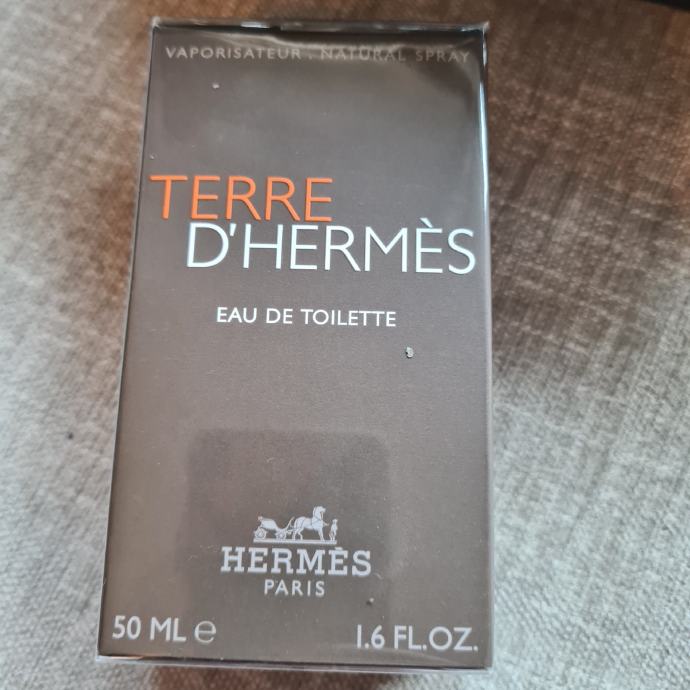 VAPORISATEUR . NATURAL SPRAY
TERRE
D'HERMÈS
EAU DE TOILETTE
HERMÈS
PARIS
50 ML ℮ 1.6 FL.OZ.